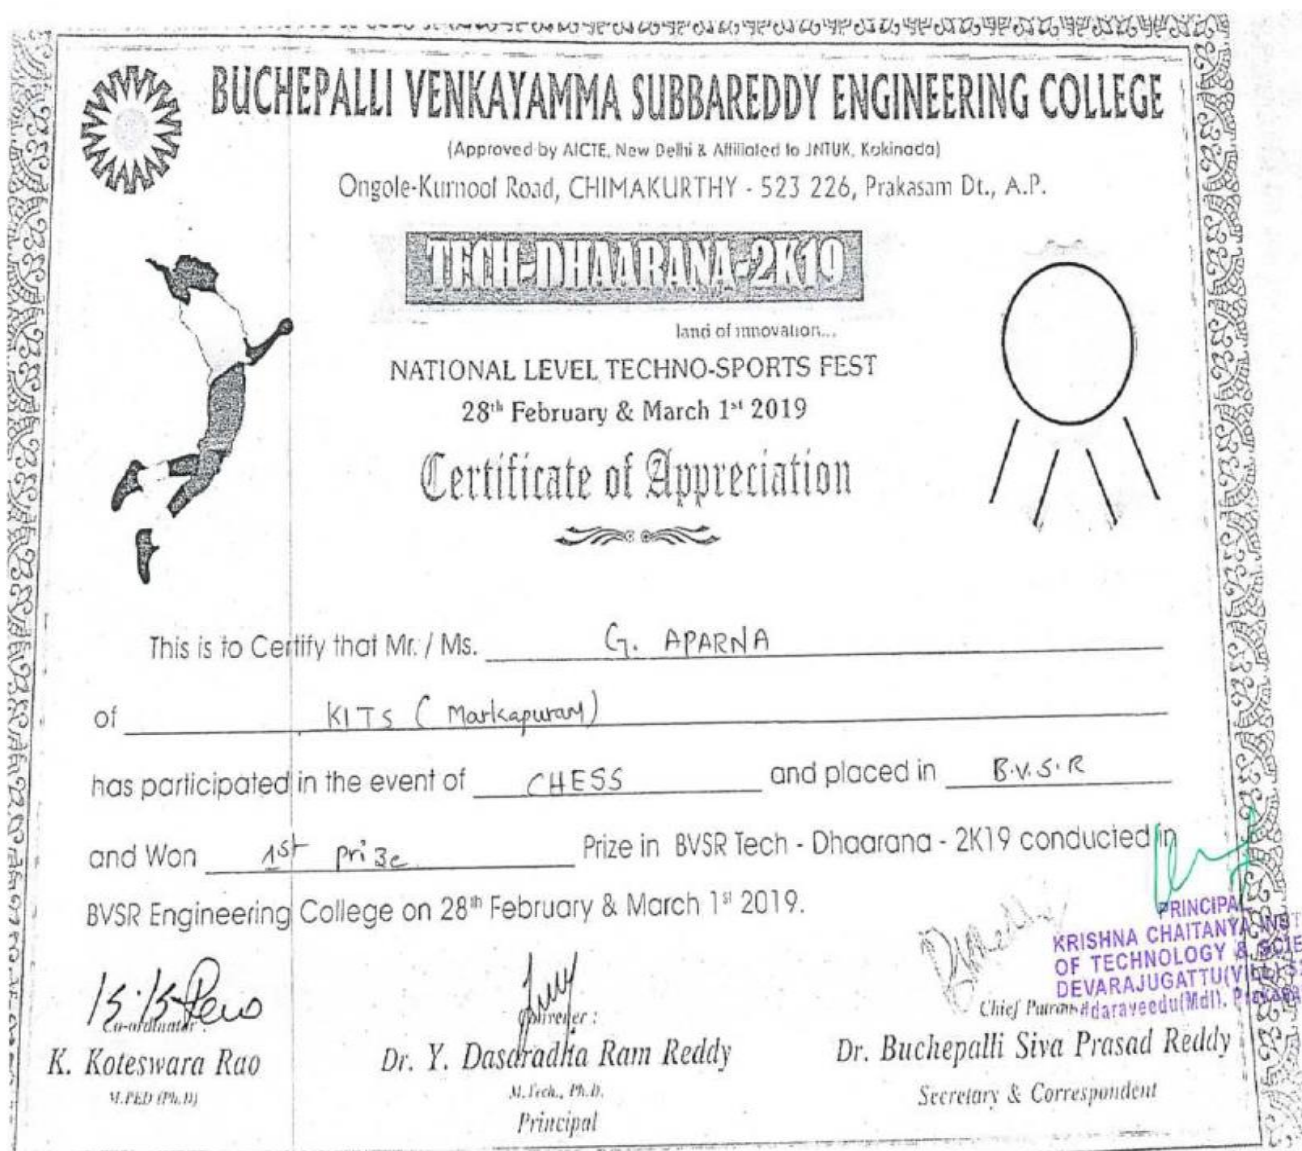 BUCHEPALLI VENKAYAMMA SUBBAREDDY ENGINEERING COLLEGE
(Approved by AICTE, New Delhi & Affiliated to JNTUK, Kakinada)
Ongole-Kurnool Road, CHIMAKURTHY - 523 226, Prakasam Dt., A.P.
TECH-DHAARANA-2K19
land of innovation...
NATIONAL LEVEL TECHNO-SPORTS FEST
28th February & March 1st 2019
Certificate of Appreciation
This is to Certify that Mr. / Ms. G. APARNA
of KITS (Markapuram)
has participated in the event of CHESS and placed in B.V.S.R
and Won 1st prize Prize in BVSR Tech - Dhaarana - 2K19 conducted in
BVSR Engineering College on 28th February & March 1st 2019.
PRINCIPAL
KRISHNA CHAITANYA INST
OF TECHNOLOGY & SCIE
DEVARAJUGATTU(Vill)
daraveedu(Mdl),
Co-ordinator :
K. Koteswara Rao
M.PED (Ph.D)
Convener :
Dr. Y. Dasaradha Ram Reddy
M.Tech., Ph.D.
Principal
Chief Patron
Dr. Buchepalli Siva Prasad Reddy
Secretary & Correspondent